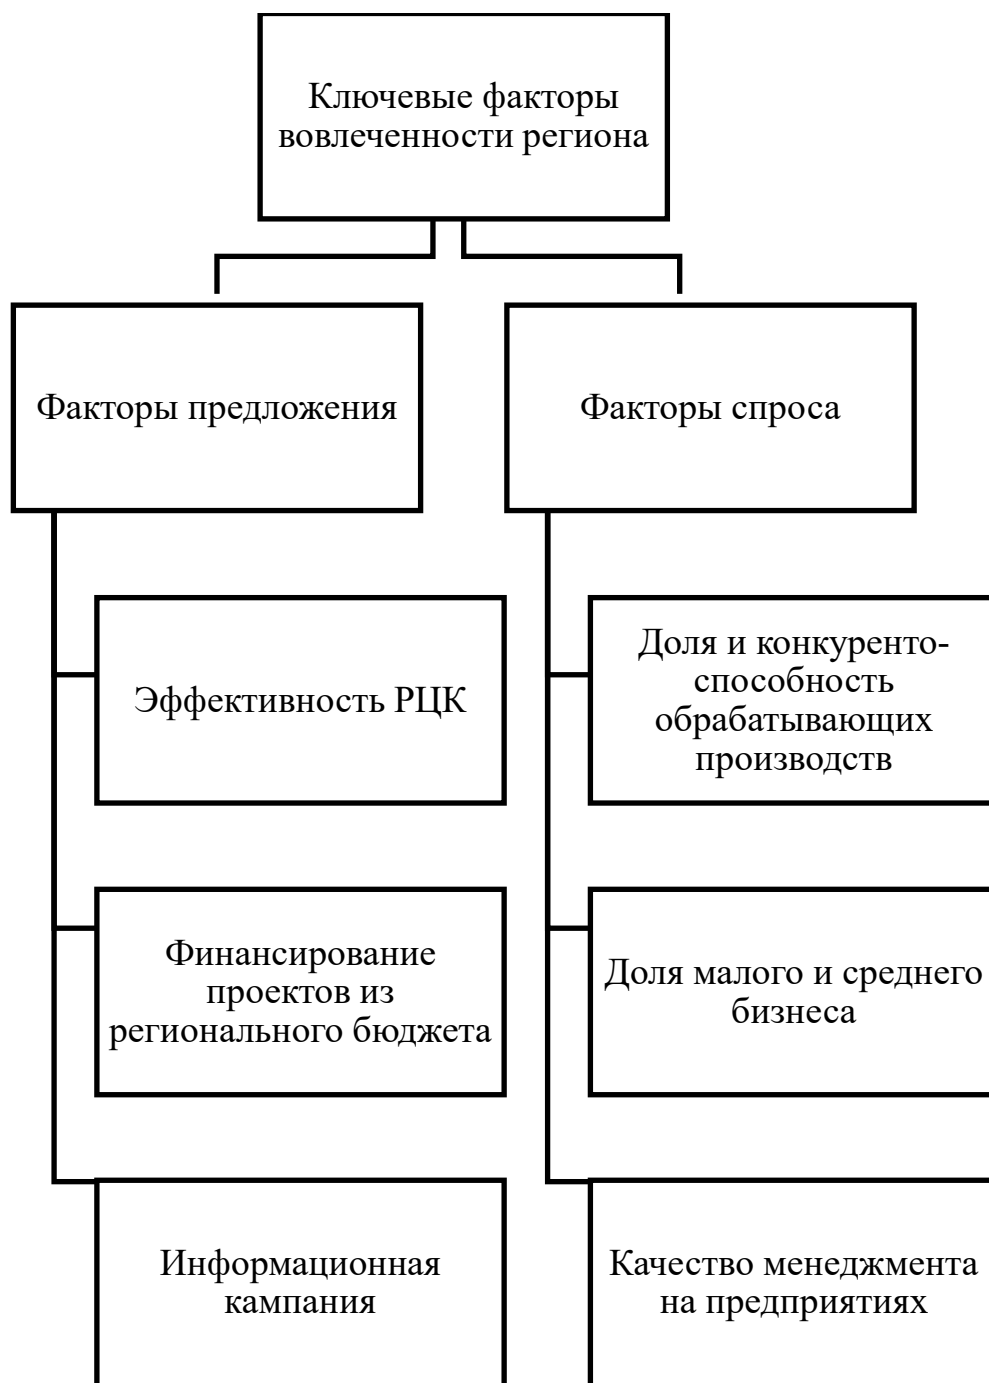 Ключевые факторы
вовлеченности региона
Факторы предложения
Факторы спроса
Эффективность РЦК
Доля и конкуренто-
способность
обрабатывающих
производств
Финансирование
проектов из
регионального бюджета
Доля малого и среднего
бизнеса
Информационная
кампания
Качество менеджмента
на предприятиях